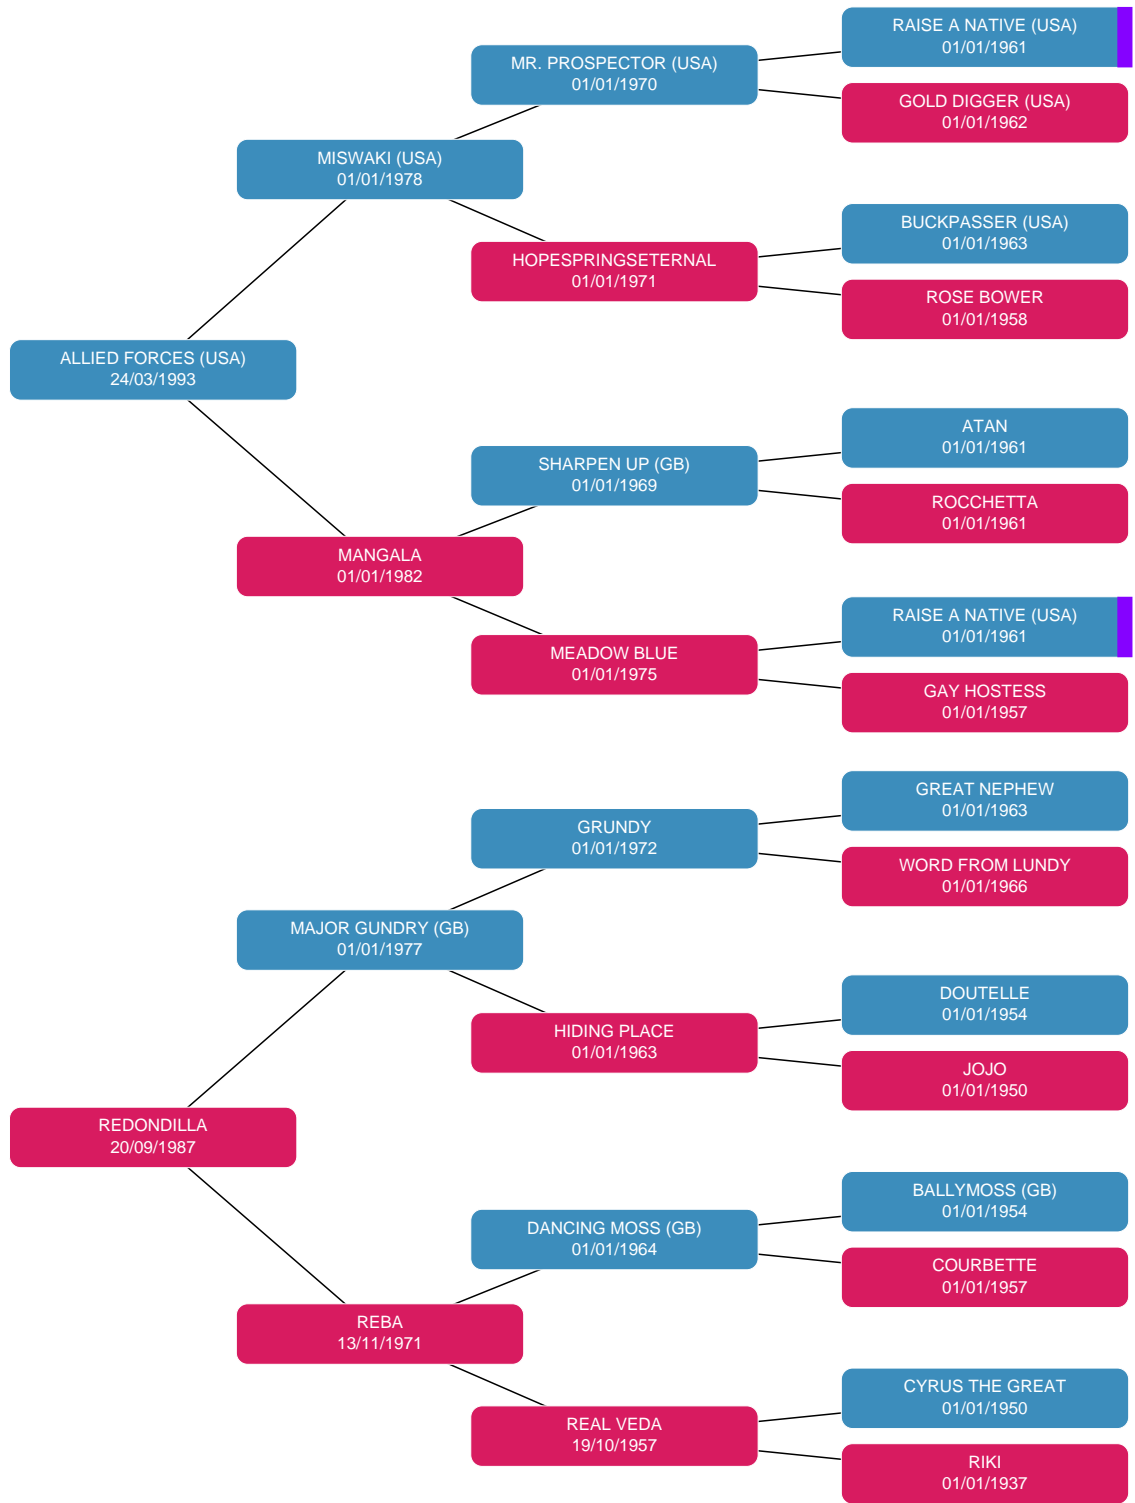 RAISE A NATIVE (USA)
01/01/1961
MR. PROSPECTOR (USA)
01/01/1970
GOLD DIGGER (USA)
01/01/1962
MISWAKI (USA)
01/01/1978
BUCKPASSER (USA)
01/01/1963
HOPESPRINGSETERNAL
01/01/1971
ROSE BOWER
01/01/1958
ALLIED FORCES (USA)
24/03/1993
ATAN
01/01/1961
SHARPEN UP (GB)
01/01/1969
ROCCHETTA
01/01/1961
MANGALA
01/01/1982
RAISE A NATIVE (USA)
01/01/1961
MEADOW BLUE
01/01/1975
GAY HOSTESS
01/01/1957
GREAT NEPHEW
01/01/1963
GRUNDY
01/01/1972
WORD FROM LUNDY
01/01/1966
MAJOR GUNDRY (GB)
01/01/1977
DOUTELLE
01/01/1954
HIDING PLACE
01/01/1963
JOJO
01/01/1950
REDONDILLA
20/09/1987
BALLYMOSS (GB)
01/01/1954
DANCING MOSS (GB)
01/01/1964
COURBETTE
01/01/1957
REBA
13/11/1971
CYRUS THE GREAT
01/01/1950
REAL VEDA
19/10/1957
RIKI
01/01/1937